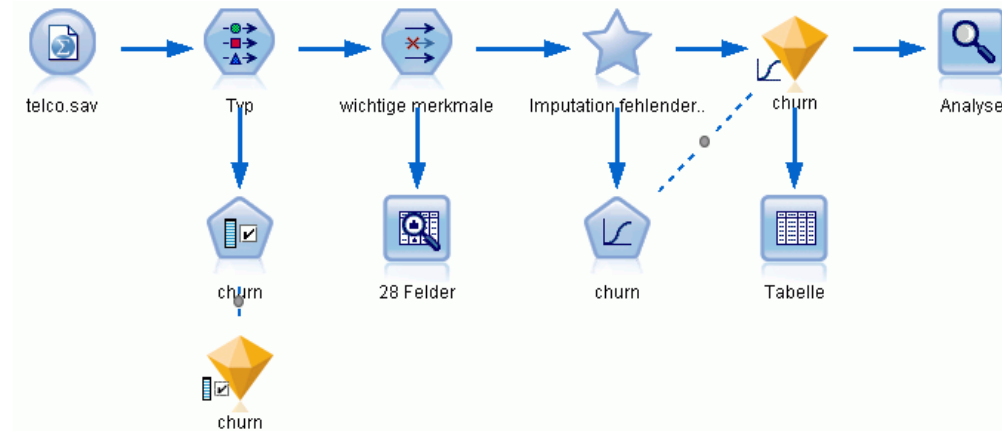 telco.sav
Typ
wichtige merkmale
Imputation fehlender..
churn
Analyse
churn
28 Felder
churn
Tabelle
churn